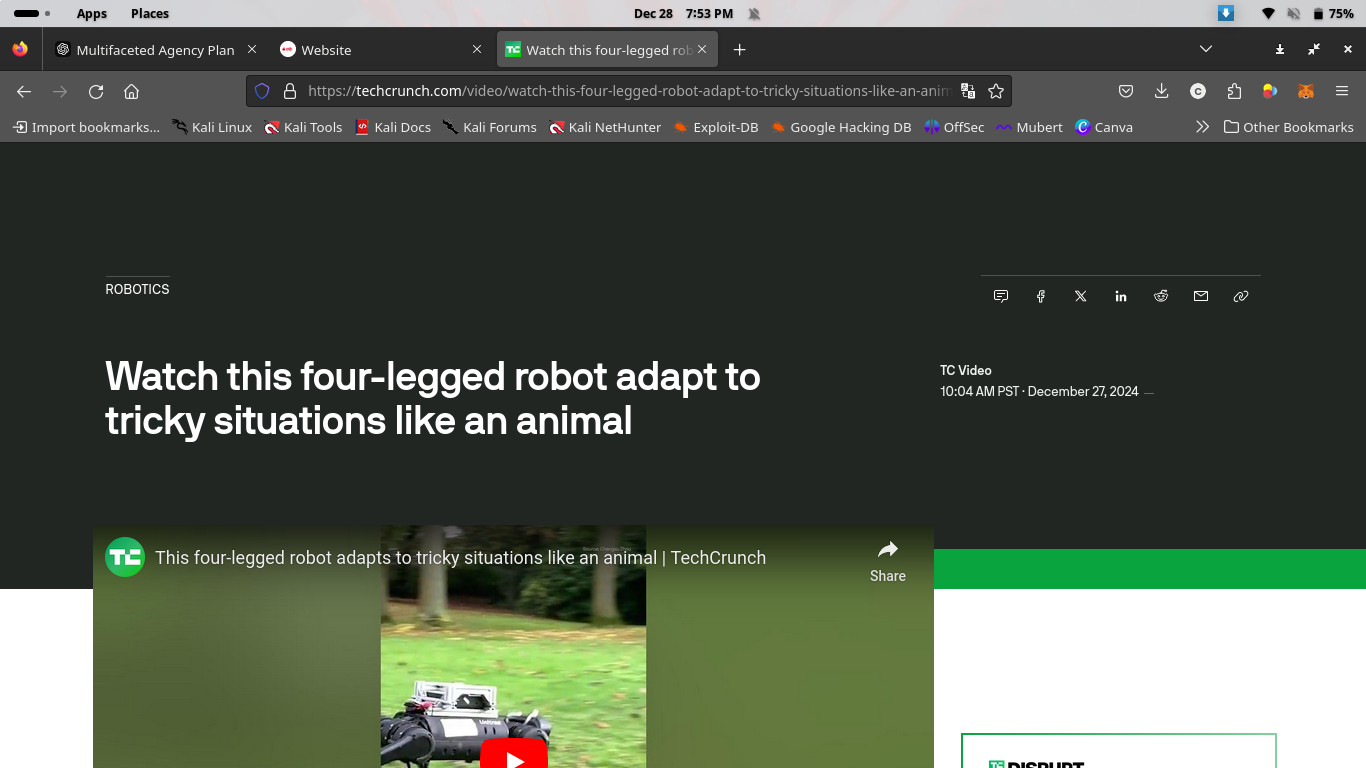 Apps Places Dec 28 7:53 PM 75%
Multifaceted Agency Plan Website Watch this four-legged rob
https://techcrunch.com/video/watch-this-four-legged-robot-adapt-to-tricky-situations-like-an-anim
Import bookmarks... Kali Linux Kali Tools Kali Docs Kali Forums Kali NetHunter Exploit-DB Google Hacking DB OffSec Mubert Canva Other Bookmarks
ROBOTICS
Watch this four-legged robot adapt to
tricky situations like an animal
TC Video
10:04 AM PST · December 27, 2024 —
This four-legged robot adapts to tricky situations like an animal | TechCrunch
Share
Unitree
DISRUPT